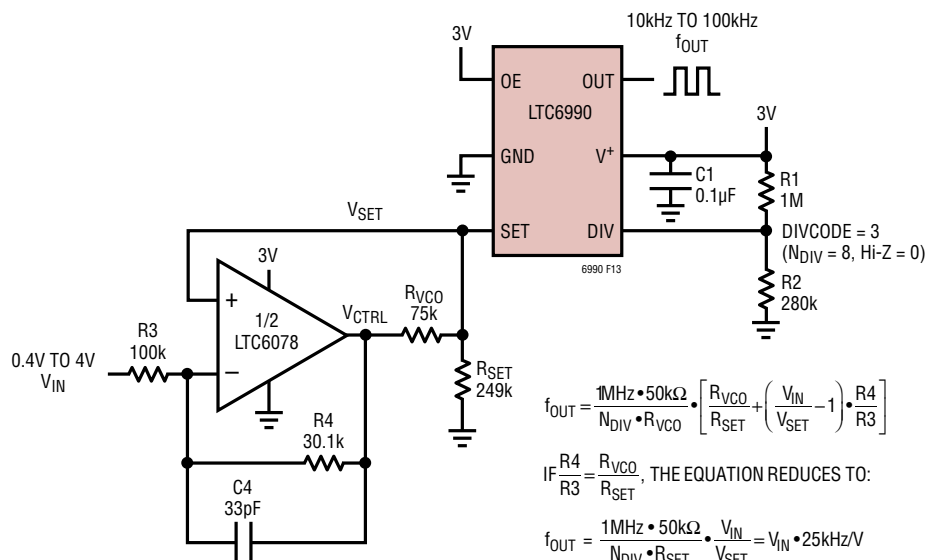 10kHz TO 100kHz
fOUT
3V
OE
OUT
LTC6990
3V
GND
V+
C1
0.1µF
R1
1M
VSET
SET
DIV
DIVCODE = 3
(NDIV = 8, Hi-Z = 0)
6990 F13
R2
280k
3V
+
1/2
LTC6078
–
VCTRL
RVCO
75k
R3
100k
0.4V TO 4V
VIN
RSET
249k
R4
30.1k
C4
33pF
fOUT = 1MHz • 50kΩ / NDIV • RVCO • [RVCO / RSET + (VIN / VSET – 1) • R4 / R3]
IF R4 / R3 = RVCO / RSET, THE EQUATION REDUCES TO:
fOUT = 1MHz • 50kΩ / NDIV • RSET • VIN / VSET = VIN • 25kHz/V